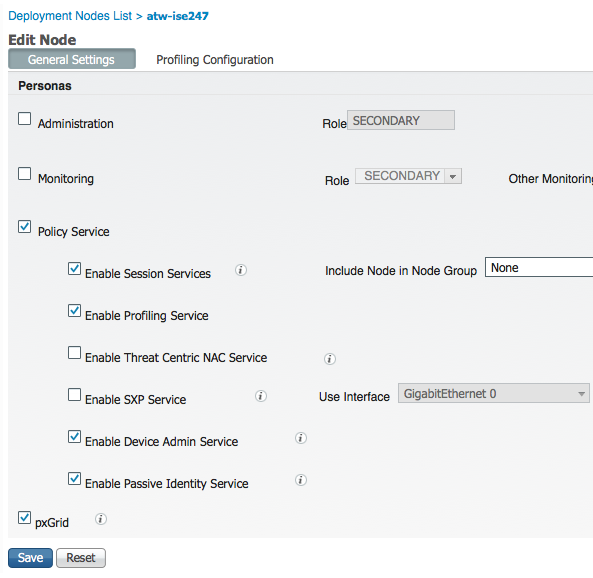 Deployment Nodes List > atw-ise247
Edit Node
General Settings Profiling Configuration
Personas
Administration Role SECONDARY
Monitoring Role SECONDARY Other Monitoring
Policy Service
Enable Session Services Include Node in Node Group None
Enable Profiling Service
Enable Threat Centric NAC Service
Enable SXP Service Use Interface GigabitEthernet 0
Enable Device Admin Service
Enable Passive Identity Service
pxGrid
Save Reset